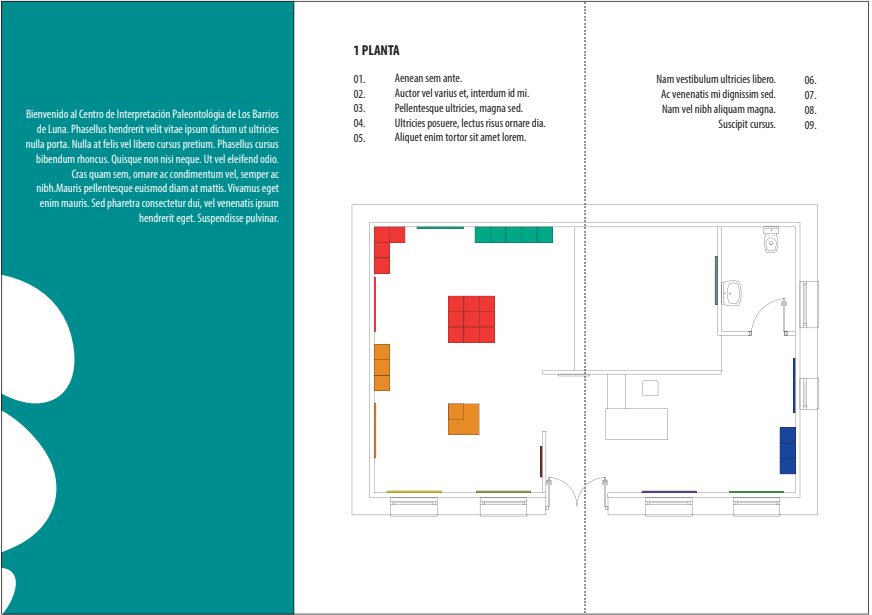 Bienvenido al Centro de Interpretación Paleontológia de Los Barrios
de Luna. Phasellus hendrerit velit vitae ipsum dictum ut ultricies
nulla porta. Nulla at felis vel libero cursus pretium. Phasellus cursus
bibendum rhoncus. Quisque non nisi neque. Ut vel eleifend odio.
Cras quam sem, ornare ac condimentum vel, semper ac
nibh.Mauris pellentesque euismod diam at mattis. Vivamus eget
enim mauris. Sed pharetra consectetur dui, vel venenatis ipsum
hendrerit eget. Suspendisse pulvinar.
1 PLANTA
01. Aenean sem ante.
02. Auctor vel varius et, interdum id mi.
03. Pellentesque ultricies, magna sed.
04. Ultricies posuere, lectus risus ornare dia.
05. Aliquet enim tortor sit amet lorem.
Nam vestibulum ultricies libero. 06.
Ac venenatis mi dignissim sed. 07.
Nam vel nibh aliquam magna. 08.
Suscipit cursus. 09.